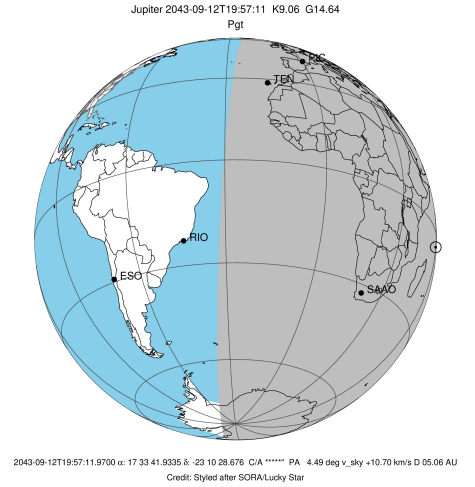 Jupiter 2043-09-12T19:57:11 K9.06 G14.64
Pgt
PIC
TEN
RIO
ESO
SAAO
2043-09-12T19:57:11.9700 α: 17 33 41.9335 δ: -23 10 28.676 C/A *****" PA 4.49 deg v_sky +10.70 km/s D 05.06 AU
Credit: Styled after SORA/Lucky Star